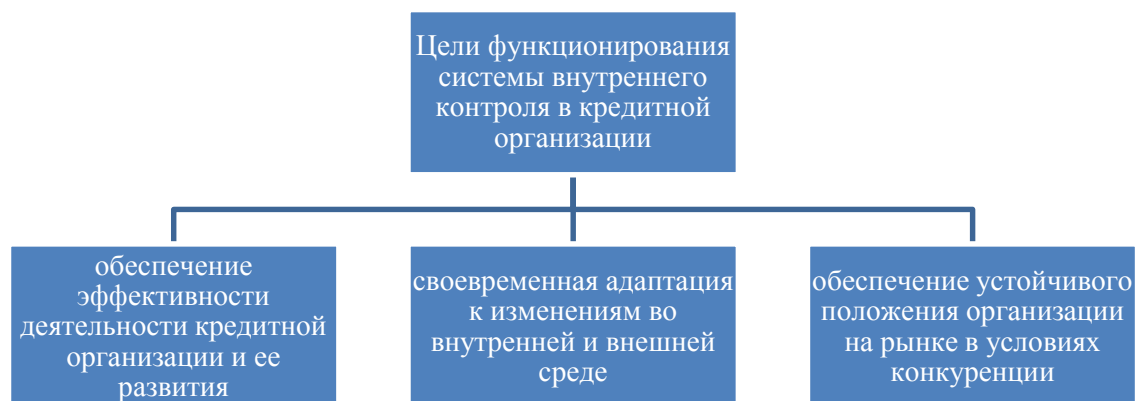 Цели функционирования
системы внутреннего
контроля в кредитной
организации
обеспечение
эффективности
деятельности кредитной
организации и ее
развития
своевременная адаптация
к изменениям во
внутренней и внешней
среде
обеспечение устойчивого
положения организации
на рынке в условиях
конкуренции